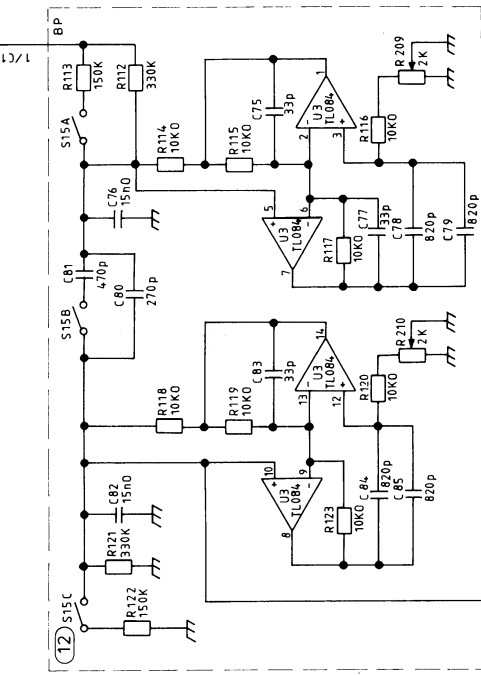 BP
1/C1
R113
150K
R112
330K
S15A
R114
10K0
R115
10K0
C75
33p
1
U3
TL084
2
3
R116
10K0
R209
2K
C76
15n0
5
6
7
U3
TL084
R117
10K0
C77
33p
C78
820p
C79
820p
C81
470p
C80
270p
S15B
R118
10K0
R119
10K0
C83
33p
14
U3
TL084
13
12
R120
10K0
R210
2K
10
9
8
U3
TL084
R123
10K0
C84
820p
C85
820p
C82
15n0
R121
330K
S15C
R122
150K
12